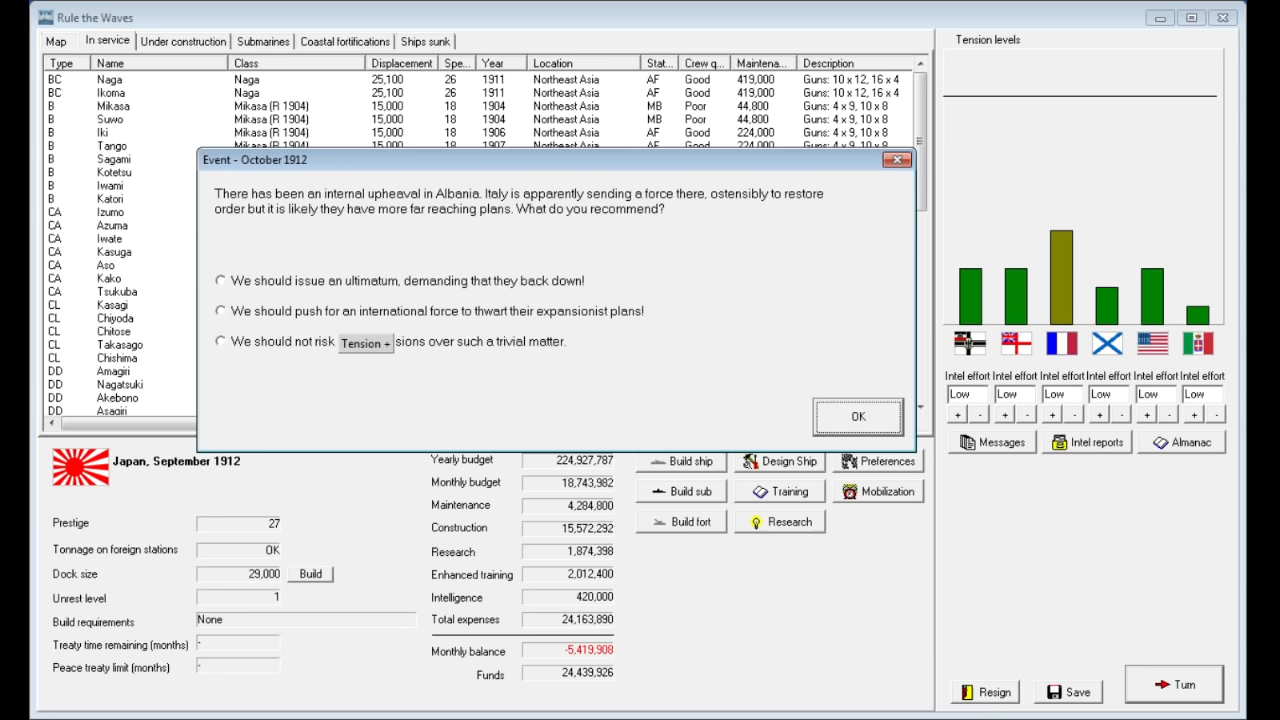 Rule the Waves
Map In service Under construction Submarines Coastal fortifications Ships sunk
Type Name Class Displacement Spe... Year Location Stat... Crew q... Maintena... Description
BC Naga Naga 25,100 26 1911 Northeast Asia AF Good 419,000 Guns: 10 x 12, 16 x 4
BC Ikoma Naga 25,100 26 1911 Northeast Asia AF Good 419,000 Guns: 10 x 12, 16 x 4
B Mikasa Mikasa (R 1904) 15,000 18 1904 Northeast Asia MB Poor 44,800 Guns: 4 x 9, 10 x 8
B Suwo Mikasa (R 1904) 15,000 18 1904 Northeast Asia MB Poor 44,800 Guns: 4 x 9, 10 x 8
B Iki Mikasa (R 1904) 15,000 18 1906 Northeast Asia AF Good 224,000 Guns: 4 x 9, 10 x 8
B Tango Mikasa (R 1904) 15,000 18 1907 Northeast Asia AF Good 224,000 Guns: 4 x 9, 10 x 8
B Sagami
B Kotetsu
B Iwami
B Katori
CA Izumo
CA Azuma
CA Iwate
CA Kasuga
CA Aso
CA Kako
CA Tsukuba
CL Kasagi
CL Chiyoda
CL Chitose
CL Takasago
CL Chishima
DD Amagiri
DD Nagatsuki
DD Akebono
DD Asagiri
Event - October 1912
There has been an internal upheaval in Albania. Italy is apparently sending a force there, ostensibly to restore
order but it is likely they have more far reaching plans. What do you recommend?
We should issue an ultimatum, demanding that they back down!
We should push for an international force to thwart their expansionist plans!
We should not risk Tension + sions over such a trivial matter.
OK
Tension levels
Intel effort Intel effort Intel effort Intel effort Intel effort Intel effort
Low Low Low Low Low Low
+ - + - + - + - + - + -
Messages Intel reports Almanac
Japan, September 1912
Prestige 27
Tonnage on foreign stations OK
Dock size 29,000 Build
Unrest level 1
Build requirements None
Treaty time remaining (months) -
Peace treaty limit (months) -
Yearly budget 224,927,787
Monthly budget 18,743,982
Maintenance 4,284,800
Construction 15,572,292
Research 1,874,398
Enhanced training 2,012,400
Intelligence 420,000
Total expenses 24,163,890
Monthly balance -5,419,908
Funds 24,439,926
Build ship Design Ship Preferences
Build sub Training Mobilization
Build fort Research
Resign Save Turn